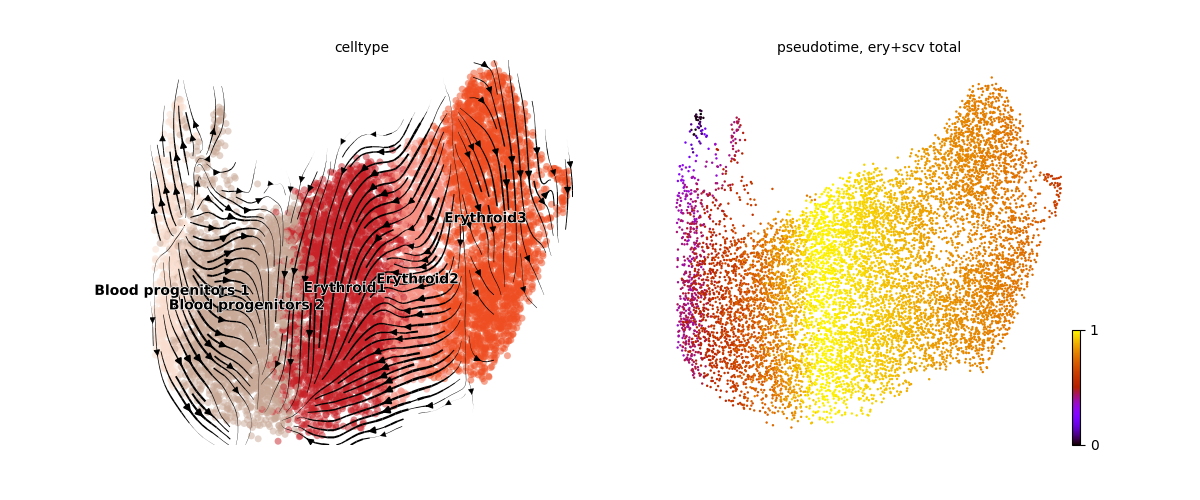 celltype
pseudotime, ery+scv total
Erythroid3
Erythroid2
Erythroid1
Blood progenitors 1
Blood progenitors 2
1
0